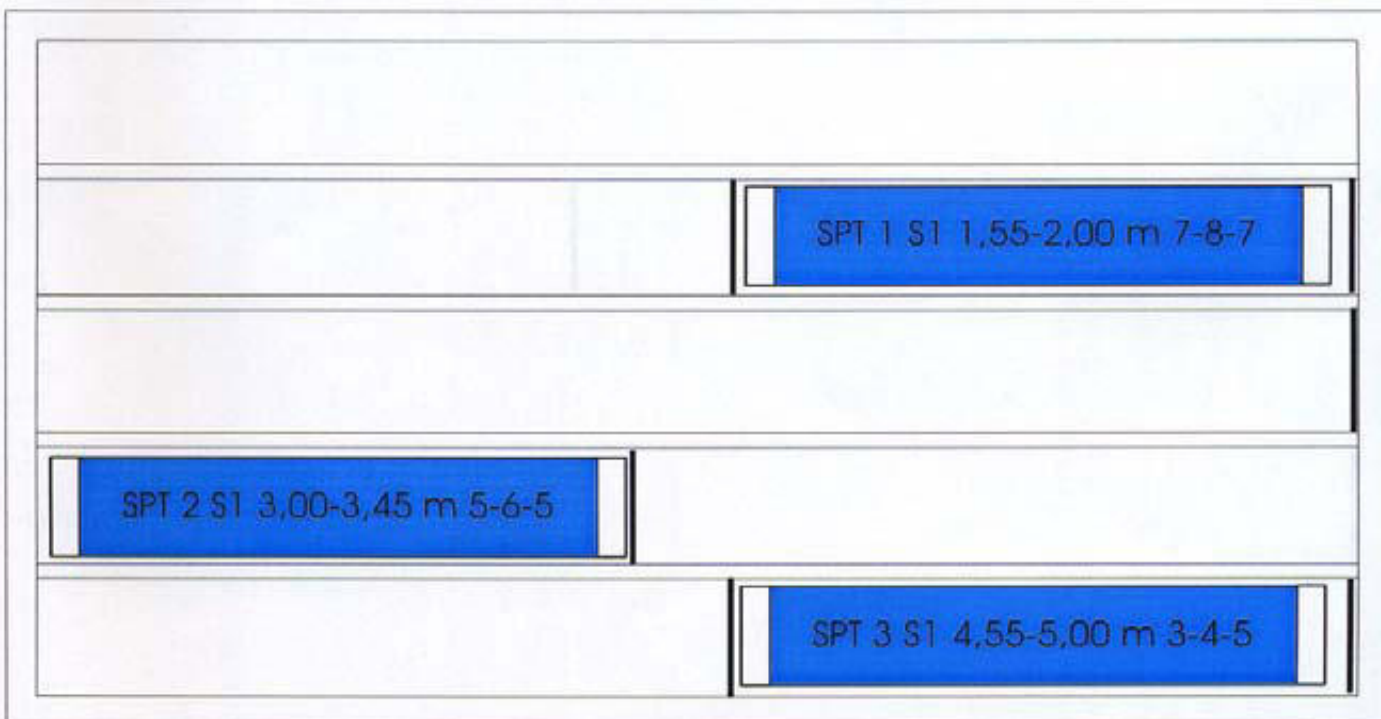 SPT 1 S1 1,55-2,00 m 7-8-7
SPT 2 S1 3,00-3,45 m 5-6-5
SPT 3 S1 4,55-5,00 m 3-4-5